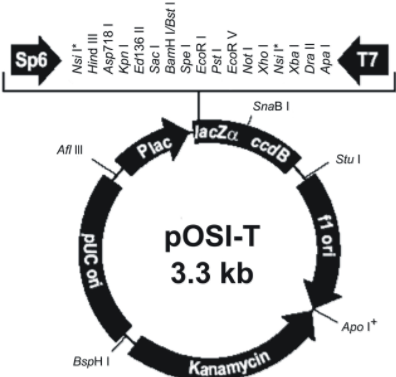 Sp6
Nsi I*
Hind III
Asp718 I
Kpn I
Ed136 II
Sac I
BamH I/Bst I
Spe I
EcoR I
Pst I
EcoR V
Not I
Xho I
Nsi I*
Xba I
Dra II
Apa I
T7
SnaB I
Afl III
Plac
lacZα
ccdB
Stu I
pUC ori
pOSI-T
3.3 kb
f1 ori
Apo I+
BspH I
Kanamycin